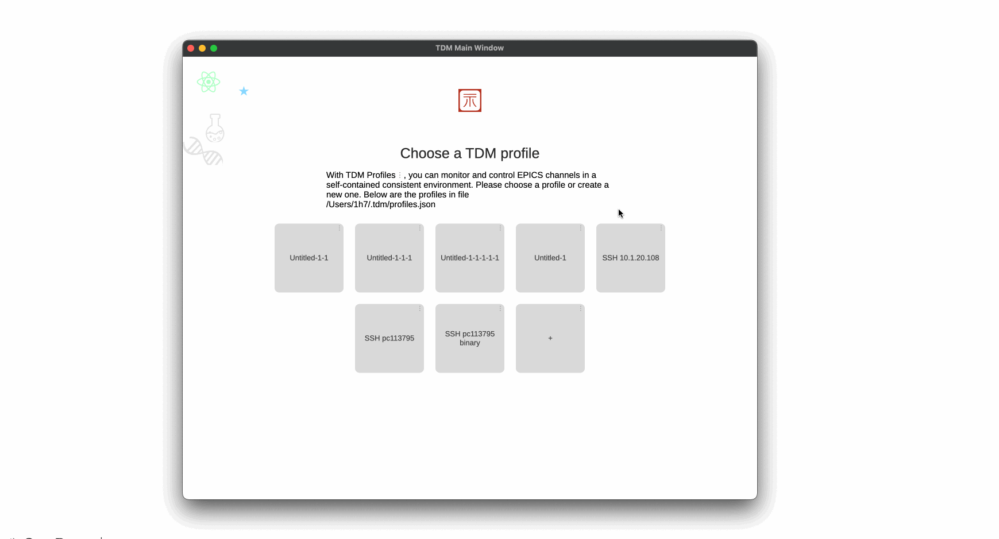 TDM Main Window
Choose a TDM profile
With TDM Profiles ⋮, you can monitor and control EPICS channels in a
self-contained consistent environment. Please choose a profile or create a
new one. Below are the profiles in file
/Users/1h7/.tdm/profiles.json
Untitled-1-1
Untitled-1-1-1
Untitled-1-1-1-1-1
Untitled-1
SSH 10.1.20.108
SSH pc113795
SSH pc113795
binary
+